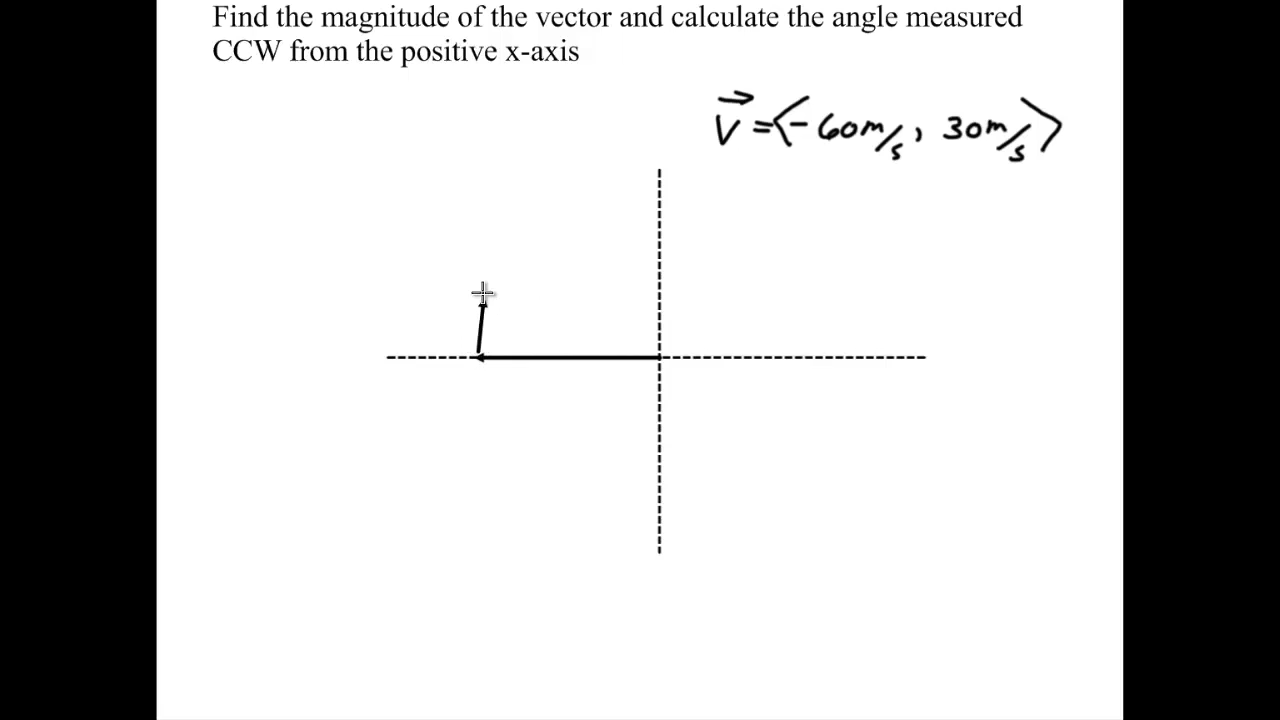 Find the magnitude of the vector and calculate the angle measured
CCW from the positive x-axis
V⃗ = ⟨-60m/s, 30m/s⟩